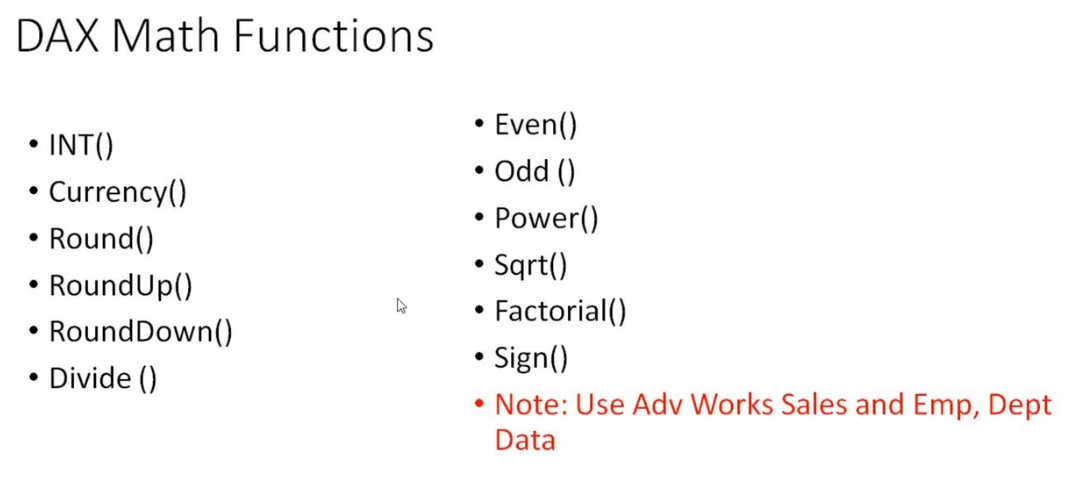 DAX Math Functions
• INT()
• Currency()
• Round()
• RoundUp()
• RoundDown()
• Divide ()
• Even()
• Odd ()
• Power()
• Sqrt()
• Factorial()
• Sign()
• Note: Use Adv Works Sales and Emp, Dept
Data